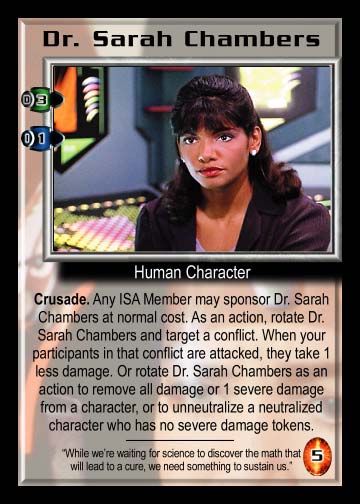 Dr. Sarah Chambers
3
1
Human Character
Crusade. Any ISA Member may sponsor Dr. Sarah
Chambers at normal cost. As an action, rotate Dr.
Sarah Chambers and target a conflict. When your
participants in that conflict are attacked, they take 1
less damage. Or rotate Dr. Sarah Chambers as an
action to remove all damage or 1 severe damage
from a character, or to unneutralize a neutralized
character who has no severe damage tokens.
“While we're waiting for science to discover the math that
will lead to a cure, we need something to sustain us.”
5